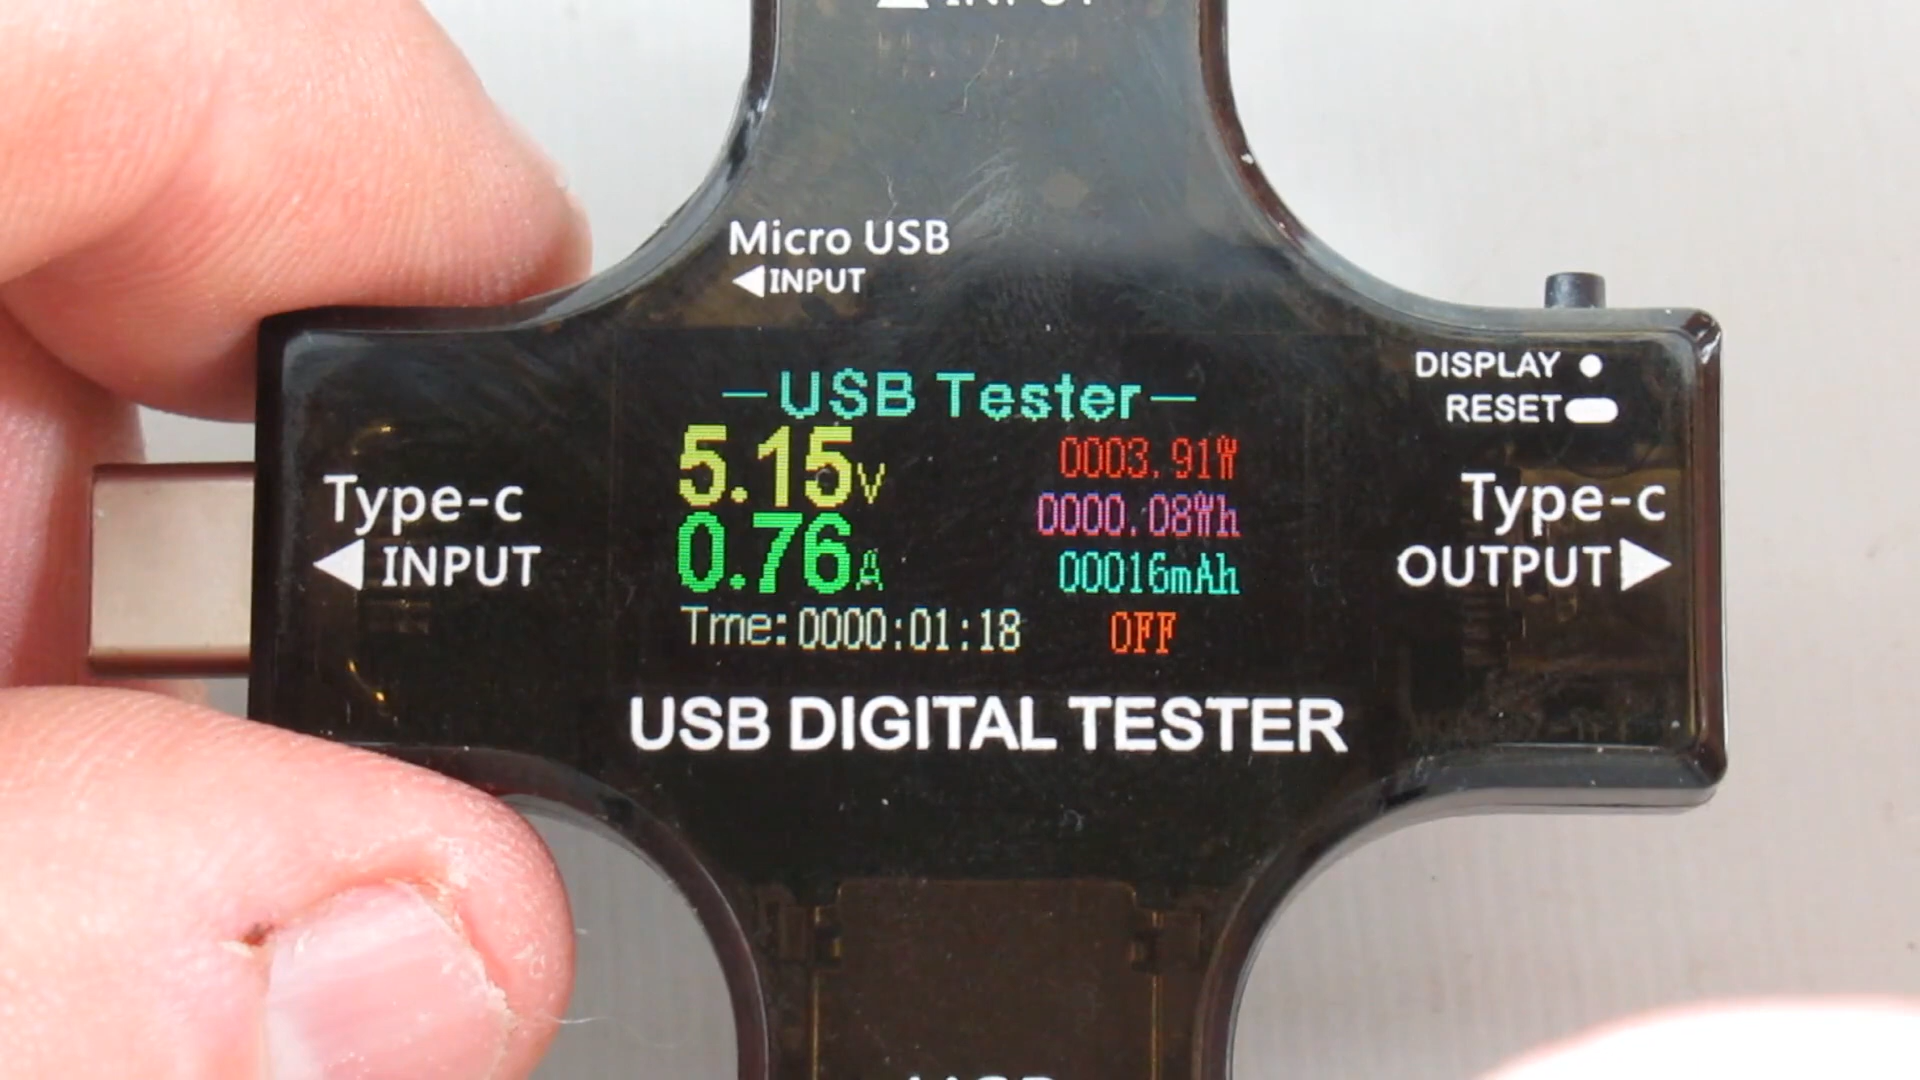 INPUT
Micro USB
◀INPUT
DISPLAY ●
RESET
—USB Tester—
5.15V
0003.91W
0000.08Wh
0.76A
00016mAh
Tme:0000:01:18
OFF
Type-c
◀ INPUT
Type-c
OUTPUT▶
USB DIGITAL TESTER